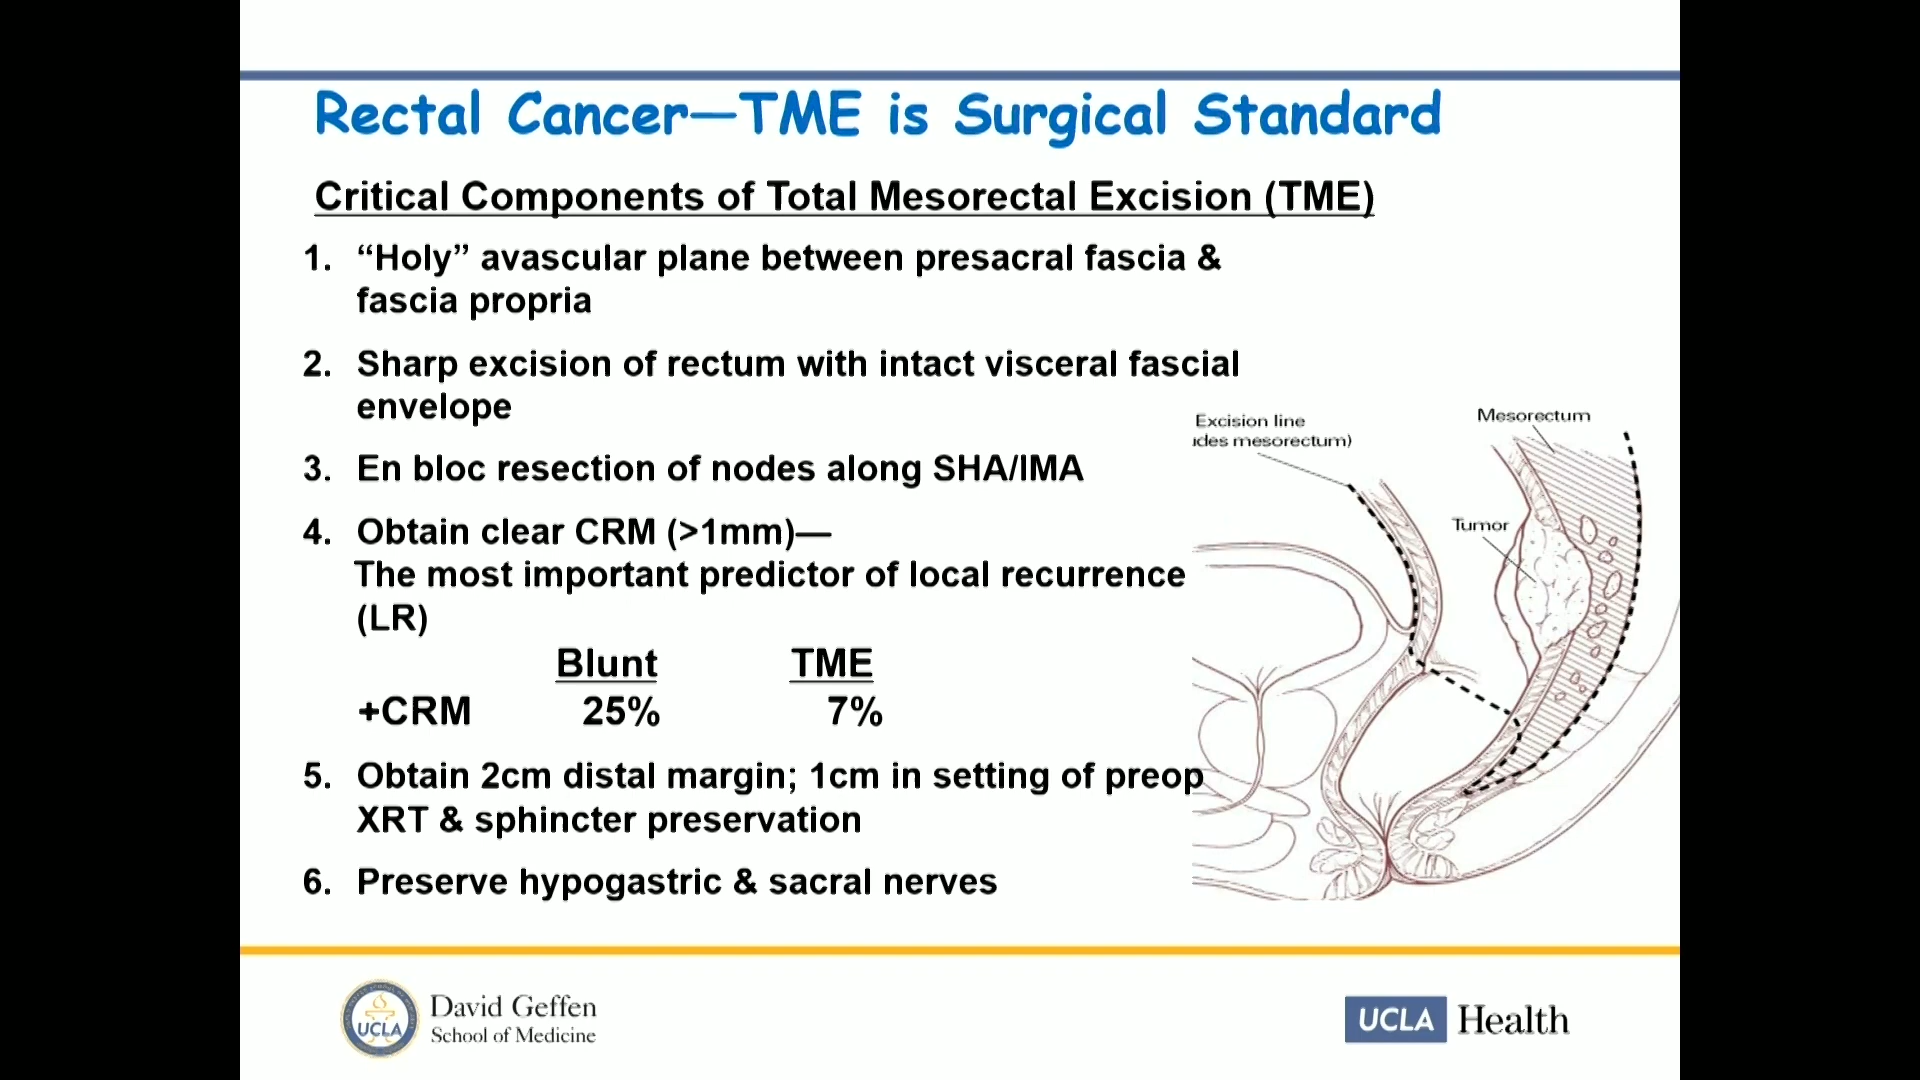 Rectal Cancer—TME is Surgical Standard
Critical Components of Total Mesorectal Excision (TME)
1. “Holy” avascular plane between presacral fascia &
fascia propria
2. Sharp excision of rectum with intact visceral fascial
envelope
3. En bloc resection of nodes along SHA/IMA
4. Obtain clear CRM (>1mm)—
The most important predictor of local recurrence
(LR)
Blunt TME
+CRM 25% 7%
5. Obtain 2cm distal margin; 1cm in setting of preop
XRT & sphincter preservation
6. Preserve hypogastric & sacral nerves
Excision line
udes mesorectum)
Mesorectum
Tumor
UCLA
David Geffen
School of Medicine
UCLA Health